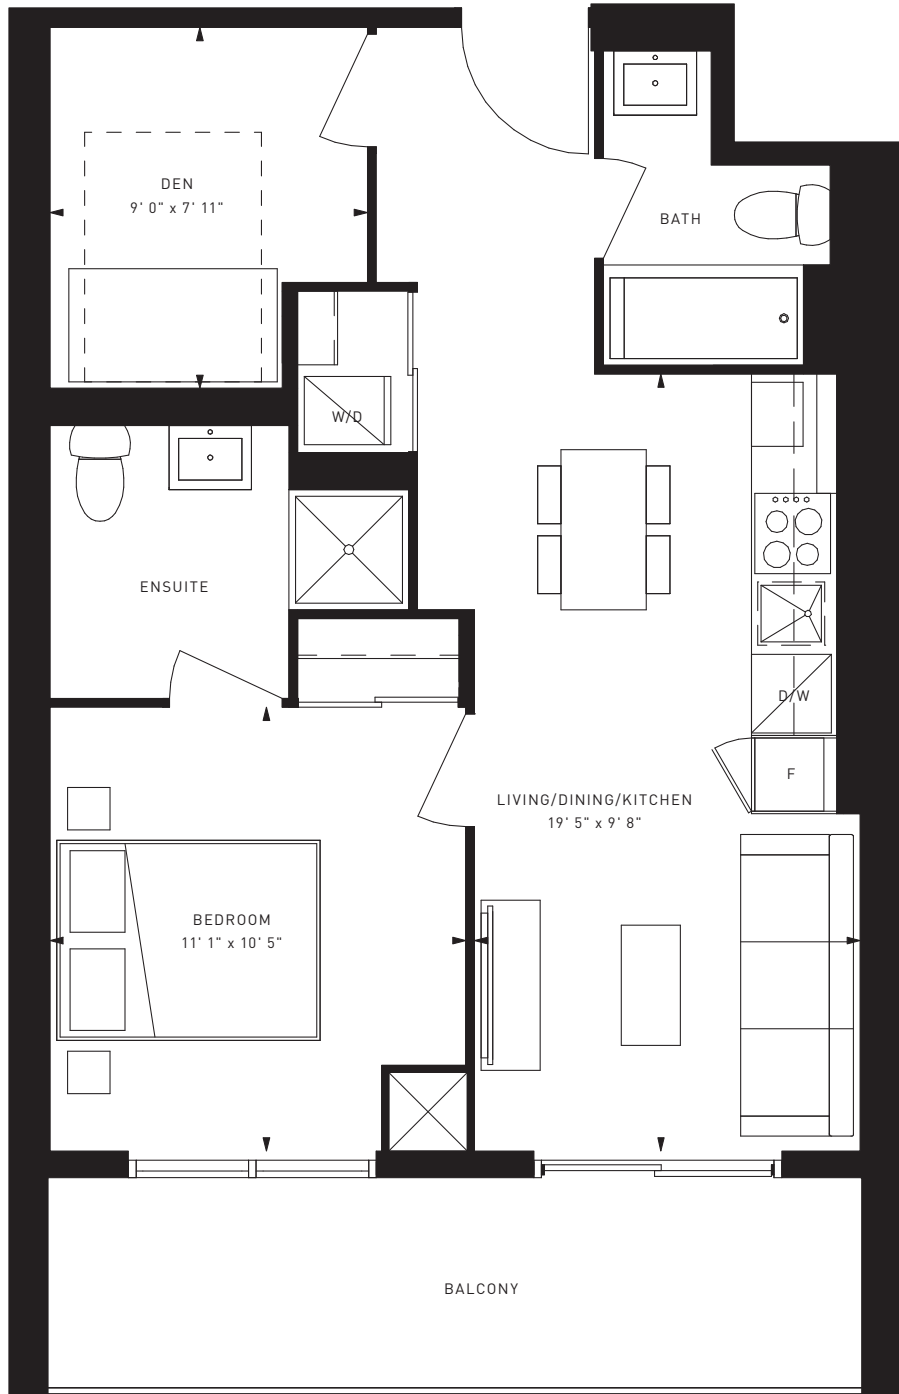 DEN
9' 0" x 7' 11"
BATH
W/D
ENSUITE
D/W
F
LIVING/DINING/KITCHEN
19' 5" x 9' 8"
BEDROOM
11' 1" x 10' 5"
BALCONY